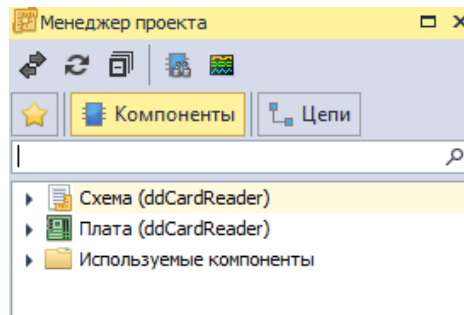 Менеджер проекта
Компоненты Цепи
Схема (ddCardReader)
Плата (ddCardReader)
Используемые компоненты